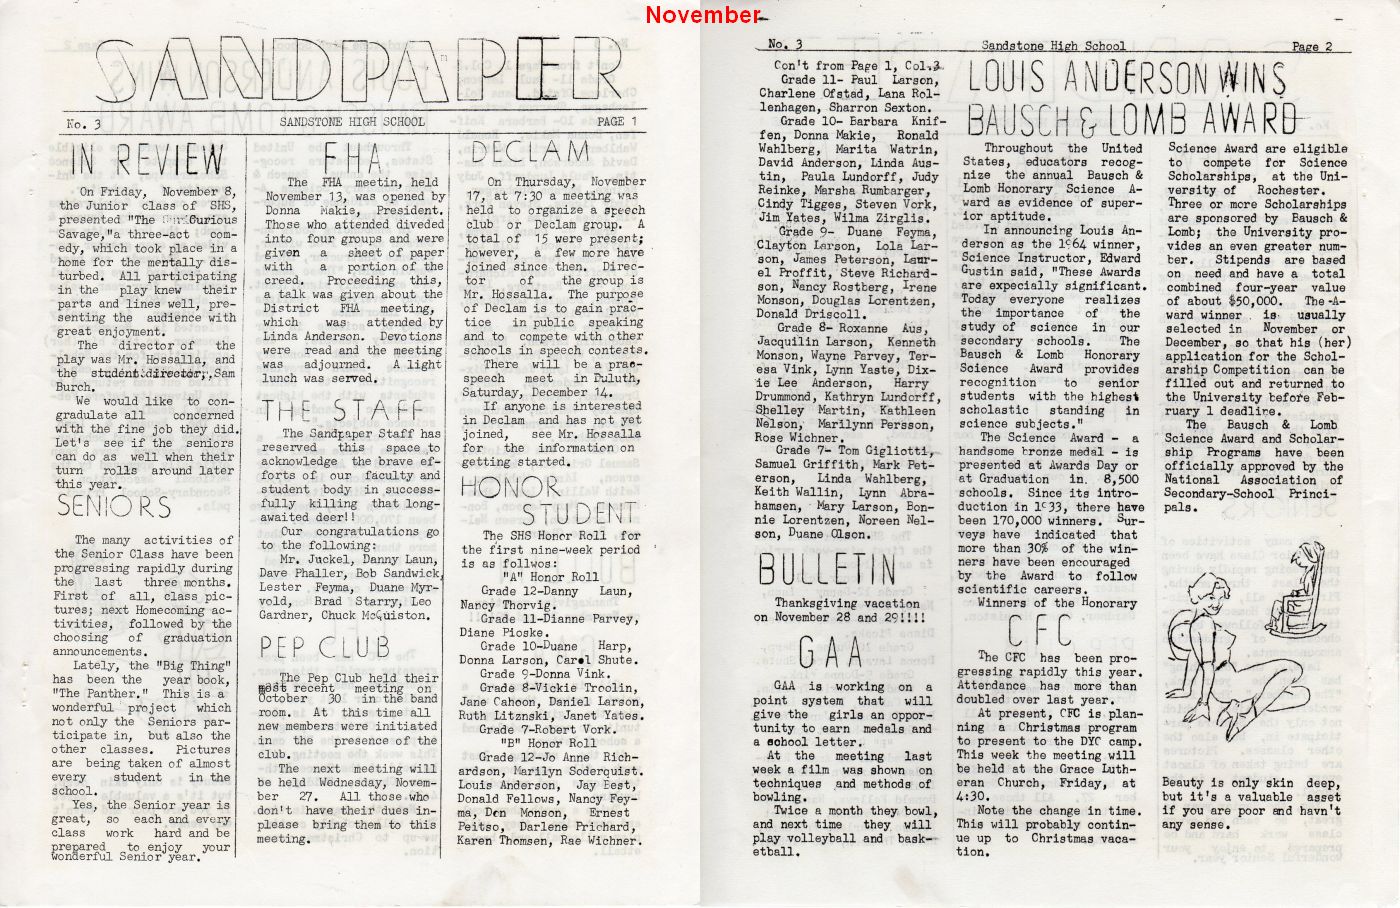 November
SANDPAPER
No. 3 SANDSTONE HIGH SCHOOL PAGE 1
IN REVIEW
On Friday, November 8,
the Junior class of SHS,
presented "The Curious
Savage,"a three-act com-
edy, which took place in a
home for the mentally dis-
turbed. All participating
in the play knew their
parts and lines well, pre-
senting the audience with
great enjoyment.
The director of the
play was Mr. Hossalla, and
the student director, Sam
Burch.
We would like to con-
gradulate all concerned
with the fine job they did.
Let's see if the seniors
can do as well when their
turn rolls around later
this year.
SENIORS
The many activities of
the Senior Class have been
progressing rapidly during
the last three months.
First of all, class pic-
tures; next Homecoming ac-
tivities, followed by the
choosing of graduation
announcements.
Lately, the "Big Thing"
has been the year book,
"The Panther." This is a
wonderful project which
not only the Seniors par-
ticipate in, but also the
other classes. Pictures
are being taken of almost
every student in the
school.
Yes, the Senior year is
great, so each and every
class work hard and be
prepared to enjoy your
wonderful Senior year.
FHA
The FHA meetin, held
November 13, was opened by
Donna Makis, President.
Those who attended diveded
into four groups and were
given a sheet of paper
with a portion of the
creed. Proceeding this,
a talk was given about the
District FHA meeting,
which was attended by
Linda Anderson. Devotions
were read and the meeting
was adjourned. A light
lunch was served.
THE STAFF
The Sandpaper Staff has
reserved this space to
acknowledge the brave ef-
forts of our faculty and
student body in success-
fully killing that long-
awaited deer!!
Our congratulations go
to the following:
Mr. Juckel, Danny Laun,
Dave Phaller, Bob Sandwick,
Lester Feyma, Duane Myr-
vold, Brad Starry, Leo
Gardner, Chuck McQuiston.
PEP CLUB
The Pep Club held their
most recent meeting on
October 30 in the band
room. At this time all
new members were initiated
in the presence of the
club.
The next meeting will
be held Wednesday, Novem-
ber 27. All those who
don't have their dues in-
please bring them to this
meeting.
DECLAM
On Thursday, November
17, at 7:30 a meeting was
held to organize a speech
club or Declam group. A
total of 15 were present;
however, a few more have
joined since then. Direc-
tor of the group is
Mr. Hossalla. The purpose
of Declam is to gain prac-
tice in public speaking
and to compete with other
schools in speech contests.
There will be a prac-
speech meet in Duluth,
Saturday, December 14.
If anyone is interested
in Declam and has not yet
joined, see Mr. Hossalla
for the information on
getting started.
HONOR
STUDENT
The SHS Honor Roll for
the first nine-week period
is as follwos:
"A" Honor Roll
Grade 12-Danny Laun,
Nancy Thorvig.
Grade 11-Dianne Parvey,
Diane Pioske.
Grade 10-Duane Harp,
Donna Larson, Carol Shute.
Grade 9-Donna Vink.
Grade 8-Vickie Troolin,
Jane Cahoon, Daniel Larson,
Ruth Litznski, Janet Yates.
Grade 7-Robert Vork.
"B" Honor Roll
Grade 12-Jo Anne Rich-
ardson, Marilyn Soderquist.
Louis Anderson, Jay Best,
Donald Fellows, Nancy Fey-
ma, Don Monson, Ernest
Peitso, Darlene Prichard,
Karen Thomsen, Rae Wichner.
No. 3 Sandstone High School Page 2
Con't from Page 1, Col.3
Grade 11- Paul Larson,
Charlene Ofstad, Lana Rol-
lenhagen, Sharron Sexton.
Grade 10- Barbara Knif-
fen, Donna Makie, Ronald
Wahlberg, Marita Watrin,
David Anderson, Linda Aus-
tin, Paula Lundorff, Judy
Reinke, Marsha Rumbarger,
Cindy Tigges, Steven Vork,
Jim Yates, Wilma Zirglis.
Grade 9- Duane Feyma,
Clayton Larson, Lola Lar-
son, James Peterson, Laur-
el Proffit, Steve Richard-
son, Nancy Rostberg, Irene
Monson, Douglas Lorentzen,
Donald Driscoll.
Grade 8- Roxanne Aus,
Jacquilin Larson, Kenneth
Monson, Wayne Parvey, Ter-
esa Vink, Lynn Yaste, Dix-
ie Lee Anderson, Harry
Drummond, Kathryn Lundorff,
Shelley Martin, Kathleen
Nelson, Marilynn Persson,
Rose Wichner.
Grade 7- Tom Gigliotti,
Samuel Griffith, Mark Pet-
erson, Linda Wahlberg,
Keith Wallin, Lynn Abra-
hamsen, Mary Larson, Bon-
nie Lorentzen, Noreen Nel-
son, Duane Olson.
BULLETIN
Thanksgiving vacation
on November 28 and 29!!!!
GAA
GAA is working on a
point system that will
give the girls an oppor-
tunity to earn medals and
a school letter.
At the meeting last
week a film was shown on
techniques and methods of
bowling.
Twice a month they bowl,
and next time they will
play volleyball and bask-
etball.
LOUIS ANDERSON WINS
BAUSCH & LOMB AWARD
Throughout the United
States, educators recog-
nize the annual Bausch &
Lomb Honorary Science A-
ward as evidence of super-
ior aptitude.
In announcing Louis An-
derson as the 1964 winner,
Science Instructor, Edward
Gustin said, "These Awards
are expecially significant.
Today everyone realizes
the importance of the
study of science in our
secondary schools. The
Bausch & Lomb Honorary
Science Award provides
recognition to senior
students with the highest
scholastic standing in
science subjects."
The Science Award - a
handsome bronze medal - is
presented at Awards Day or
at Graduation in 8,500
schools. Since its intro-
duction in 1933, there have
been 170,000 winners. Sur-
veys have indicated that
more than 30% of the win-
ners have been encouraged
by the Award to follow
scientific careers.
Winners of the Honorary
CFC
The CFC has been pro-
gressing rapidly this year.
Attendance has more than
doubled over last year.
At present, CFC is plan-
ning a Christmas program
to present to the DYC camp.
This week the meeting will
be held at the Grace Luth-
eran Church, Friday, at
4:30.
Note the change in time.
This will probably contin-
ue up to Christmas vaca-
tion.
Science Award are eligible
to compete for Science
Scholarships, at the Uni-
versity of Rochester.
Three or more Scholarships
are sponsored by Bausch &
Lomb; the University pro-
vides an even greater num-
ber. Stipends are based
on need and have a total
combined four-year value
of about $50,000. The A-
ward winner is usually
selected in November or
December, so that his (her)
application for the Schol-
arship Competition can be
filled out and returned to
the University before Feb-
ruary 1 deadline.
The Bausch & Lomb
Science Award and Scholar-
ship Programs have been
officially approved by the
National Association of
Secondary-School Princi-
pals.
Beauty is only skin deep,
but it's a valuable asset
if you are poor and havn't
any sense.